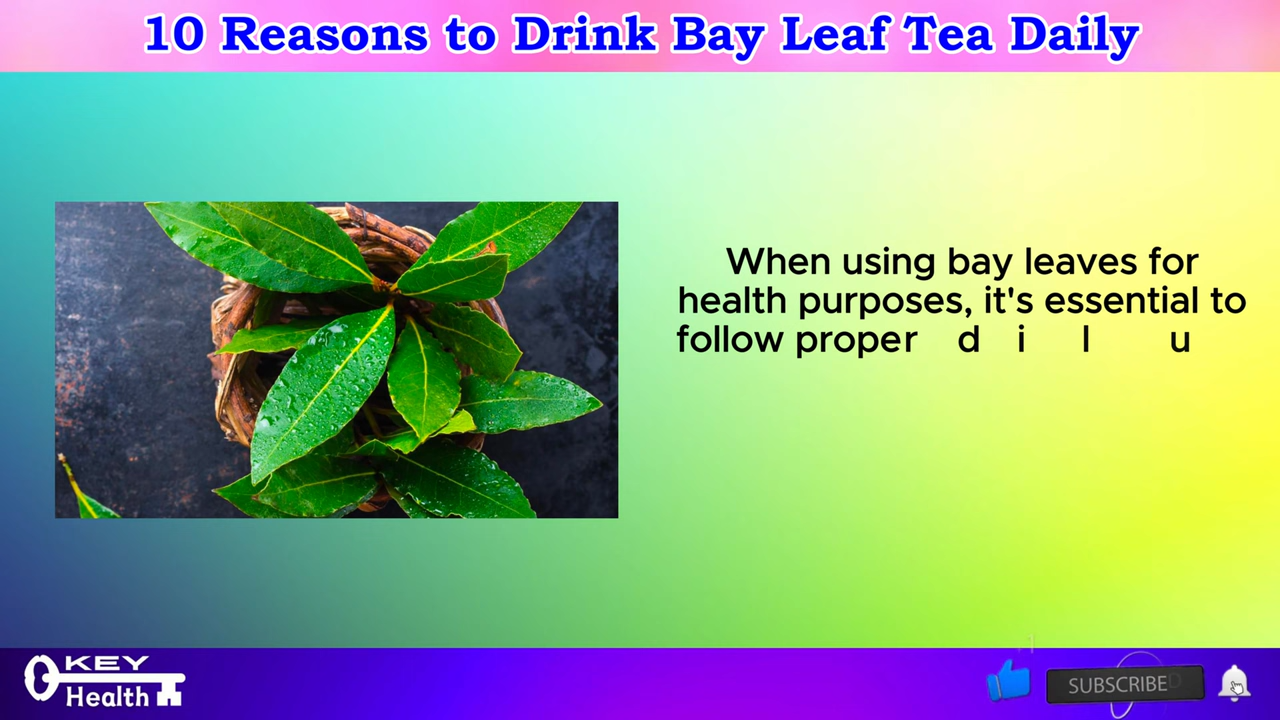 10 Reasons to Drink Bay Leaf Tea Daily
When using bay leaves for
health purposes, it's essential to
follow proper d i l u
KEY
Health
SUBSCRIBED